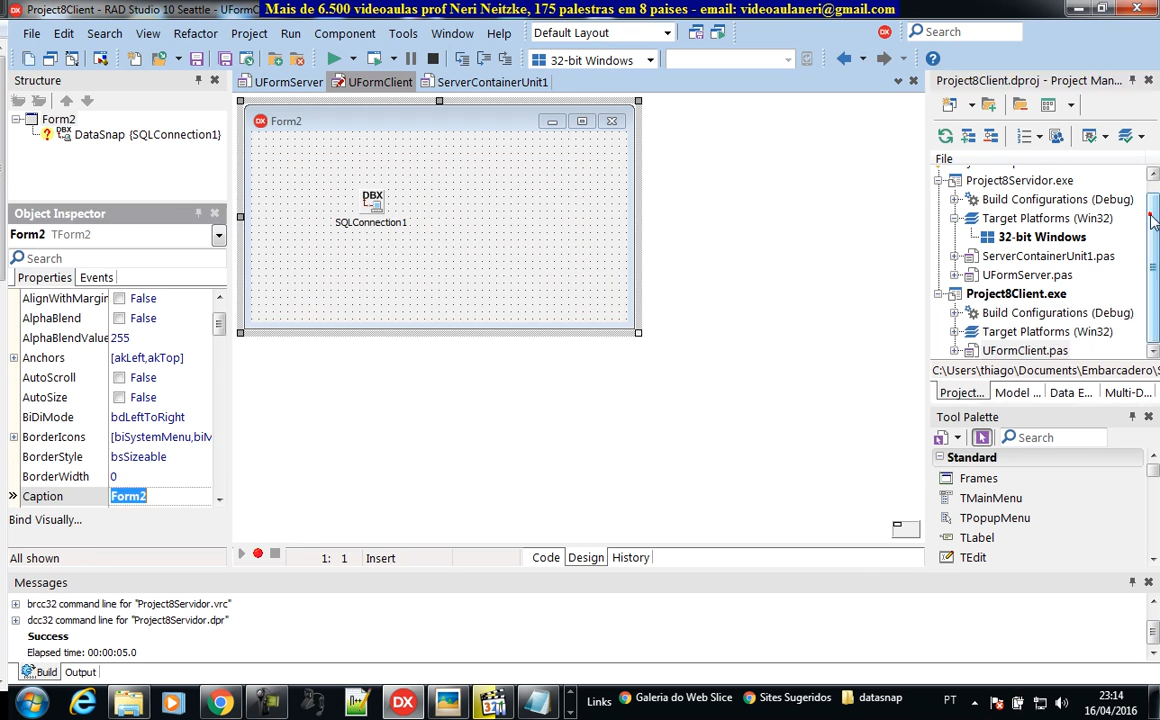 Project8Client - RAD Studio 10 Seattle - UFormC
Mais de 6.500 videoaulas prof Neri Neitzke, 175 palestras em 8 paises - email: videoaulaneri@gmail.com
File Edit Search View Refactor Project Run Component Tools Window Help Default Layout Search
32-bit Windows
Structure
UFormServer UFormClient ServerContainerUnit1
Project8Client.dproj - Project Man...
Form2
DataSnap {SQLConnection1}
Form2
DBX
SQLConnection1
File
Project8Servidor.exe
Build Configurations (Debug)
Target Platforms (Win32)
32-bit Windows
ServerContainerUnit1.pas
UFormServer.pas
Project8Client.exe
Build Configurations (Debug)
Target Platforms (Win32)
UFormClient.pas
C:\Users\thiago\Documents\Embarcadero\S
Project... Model ... Data E... Multi-D...
Object Inspector
Form2 TForm2
Search
Properties Events
AlignWithMargin False
AlphaBlend False
AlphaBlendValue 255
Anchors [akLeft,akTop]
AutoScroll False
AutoSize False
BiDiMode bdLeftToRight
BorderIcons [biSystemMenu,biM
BorderStyle bsSizeable
BorderWidth 0
Caption Form2
Bind Visually...
All shown
1: 1 Insert Code Design History
Tool Palette
Search
Standard
Frames
TMainMenu
TPopupMenu
TLabel
TEdit
Messages
brcc32 command line for "Project8Servidor.vrc"
dcc32 command line for "Project8Servidor.dpr"
Success
Elapsed time: 00:00:05.0
Build Output
Links Galeria do Web Slice Sites Sugeridos datasnap PT 23:14
16/04/2016